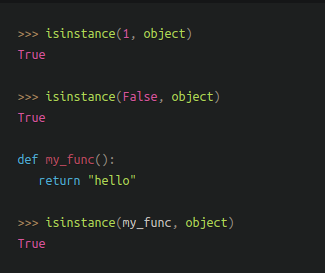 >>> isinstance(1, object)
True
>>> isinstance(False, object)
True
def my_func():
   return "hello"
>>> isinstance(my_func, object)
True